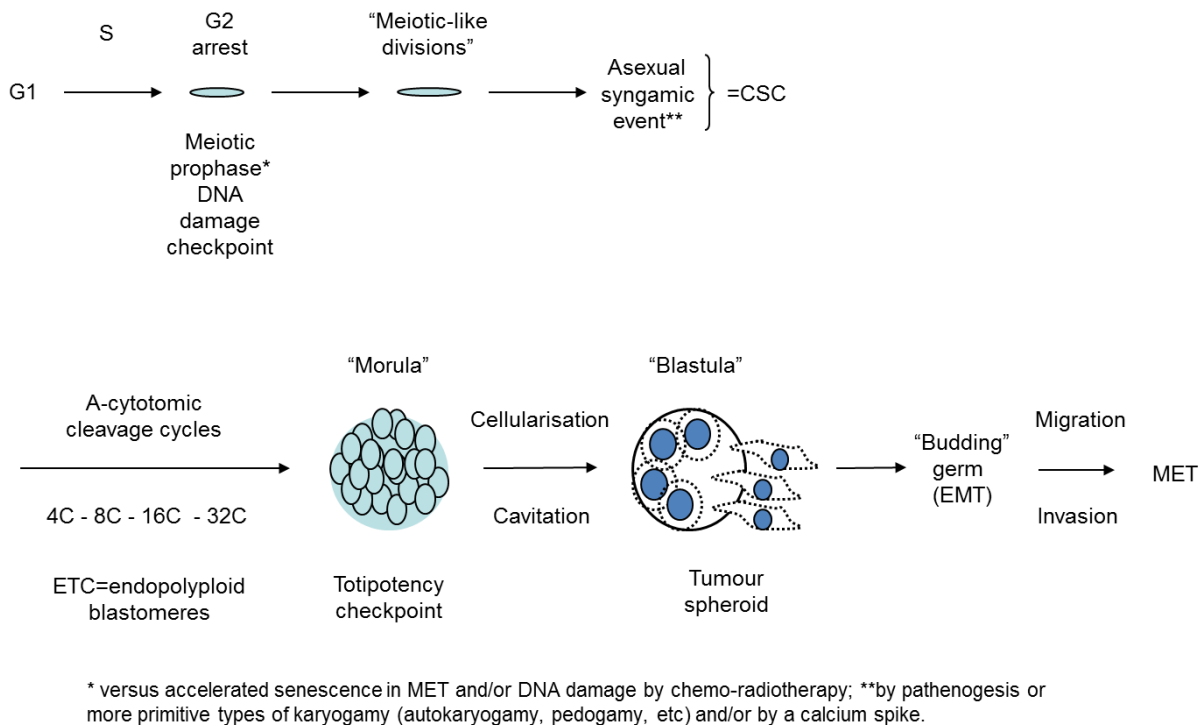 G1
S
G2
arrest
Meiotic
prophase*
DNA
damage
checkpoint
“Meiotic-like
divisions”
Asexual
syngamic
event**
=CSC
A-cytotomic
cleavage cycles
4C - 8C - 16C - 32C
ETC=endopolyploid
blastomeres
“Morula”
Totipotency
checkpoint
Cellularisation
Cavitation
“Blastula”
Tumour
spheroid
“Budding”
germ
(EMT)
Migration
Invasion
MET
* versus accelerated senescence in MET and/or DNA damage by chemo-radiotherapy; **by pathenogesis or
more primitive types of karyogamy (autokaryogamy, pedogamy, etc) and/or by a calcium spike.